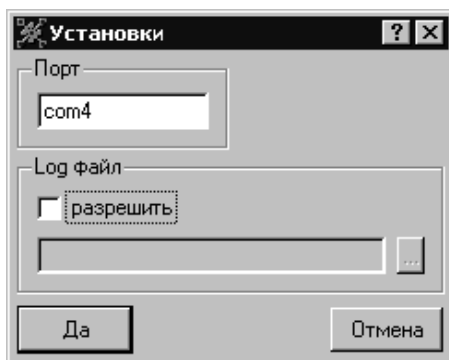 Установки
Порт
com4
Log файл
разрешить
...
Да
Отмена